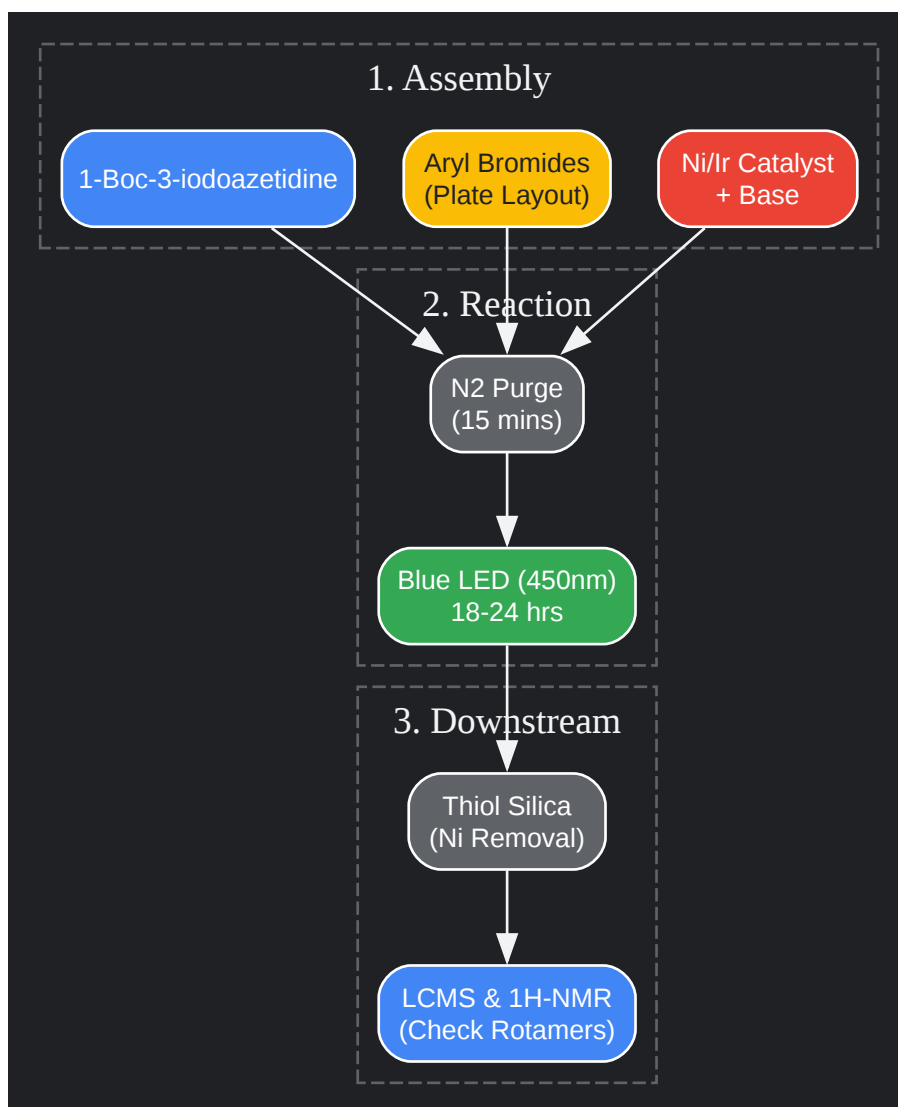 1. Assembly
1-Boc-3-iodoazetidine
Aryl Bromides
(Plate Layout)
Ni/Ir Catalyst
+ Base
2. Reaction
N2 Purge
(15 mins)
Blue LED (450nm)
18-24 hrs
3. Downstream
Thiol Silica
(Ni Removal)
LCMS & 1H-NMR
(Check Rotamers)